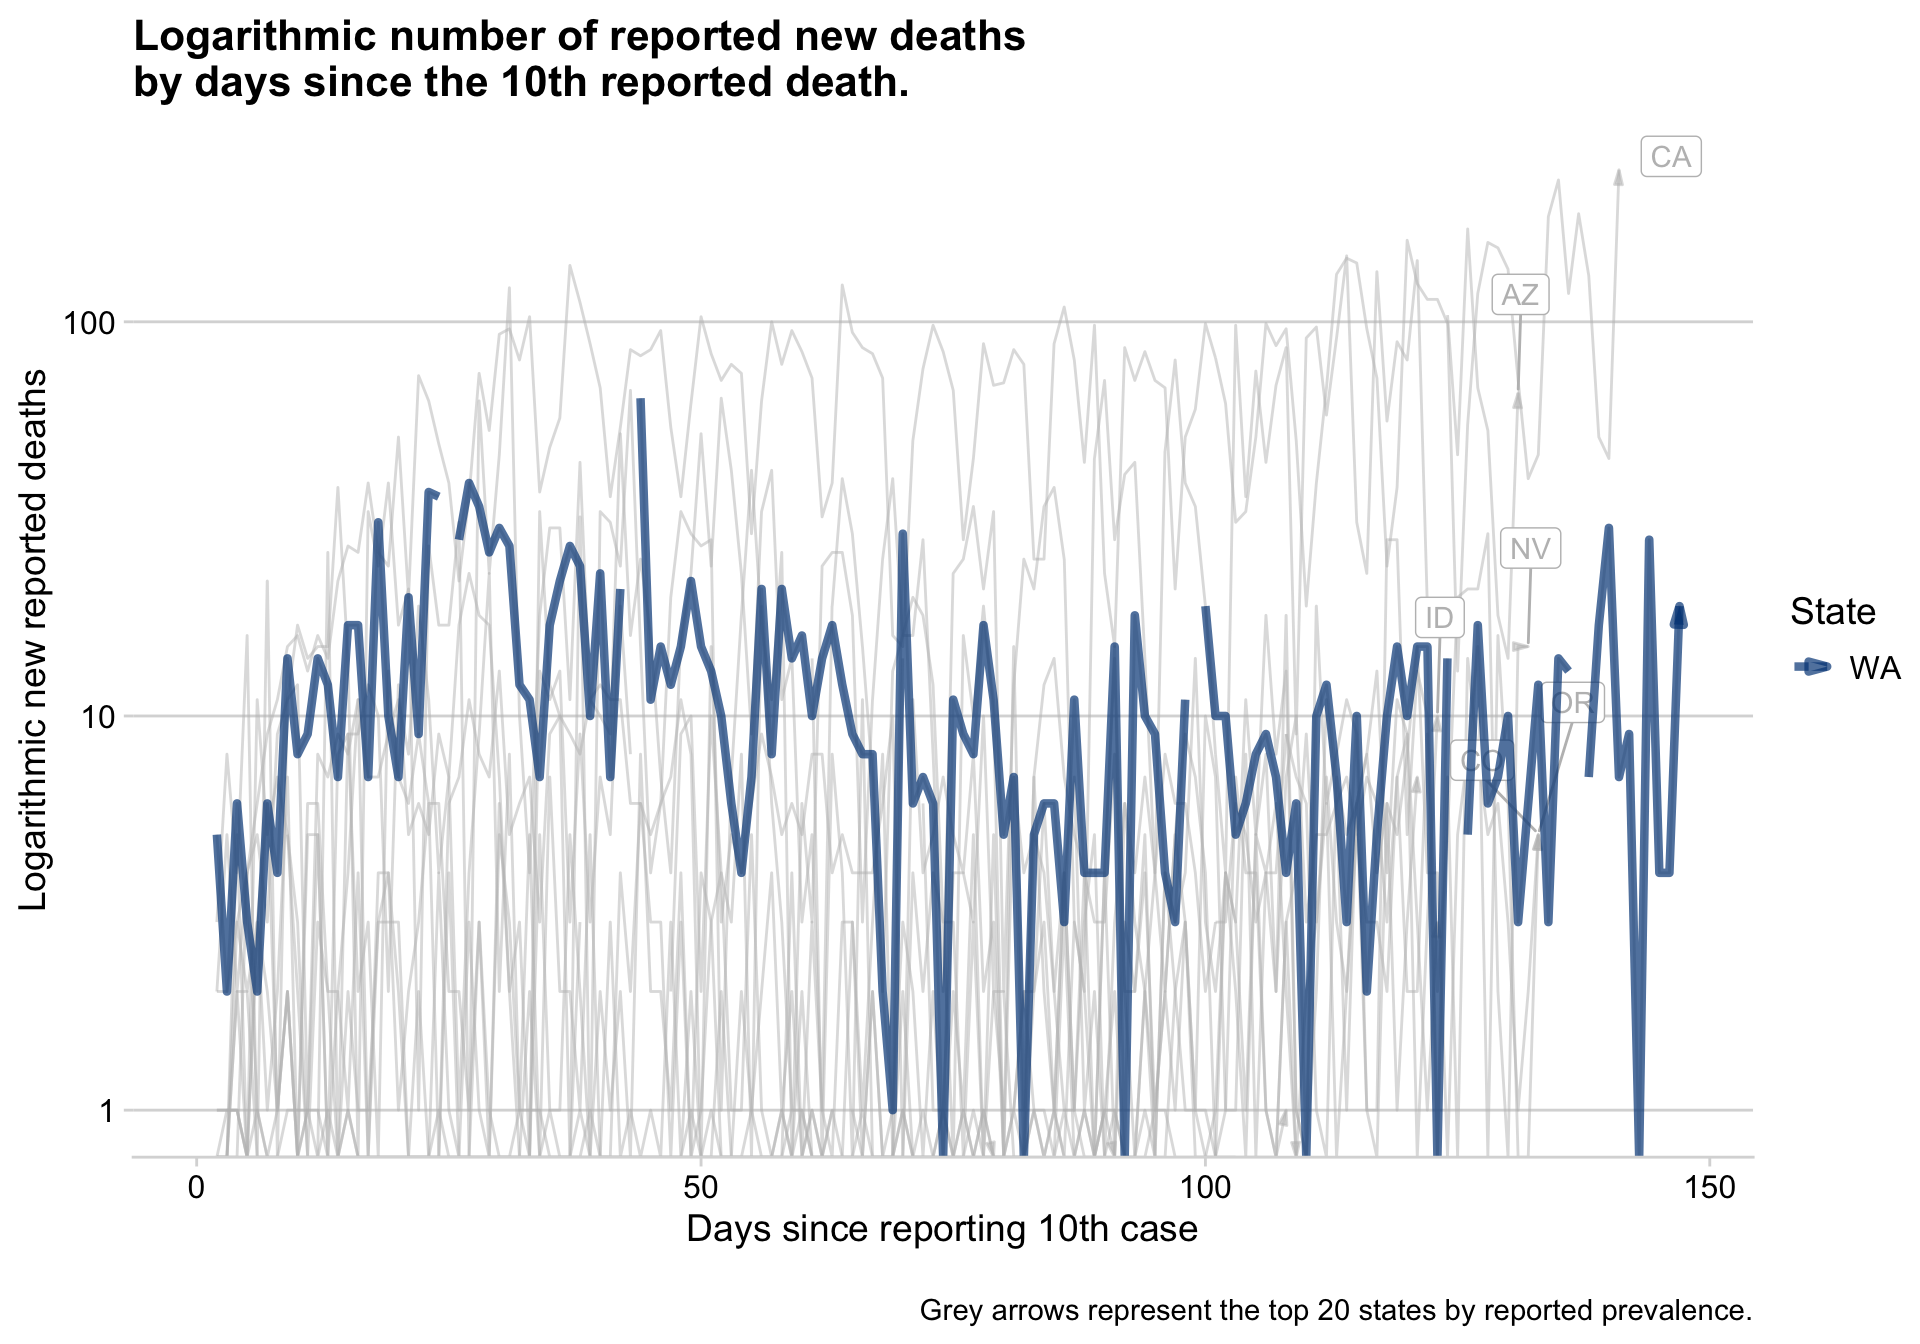 Logarithmic number of reported new deaths
by days since the 10th reported death.
CA
AZ
NV
ID
OR
CO
100
10
1
Logarithmic new reported deaths
0
50
100
150
Days since reporting 10th case
State
WA
Grey arrows represent the top 20 states by reported prevalence.